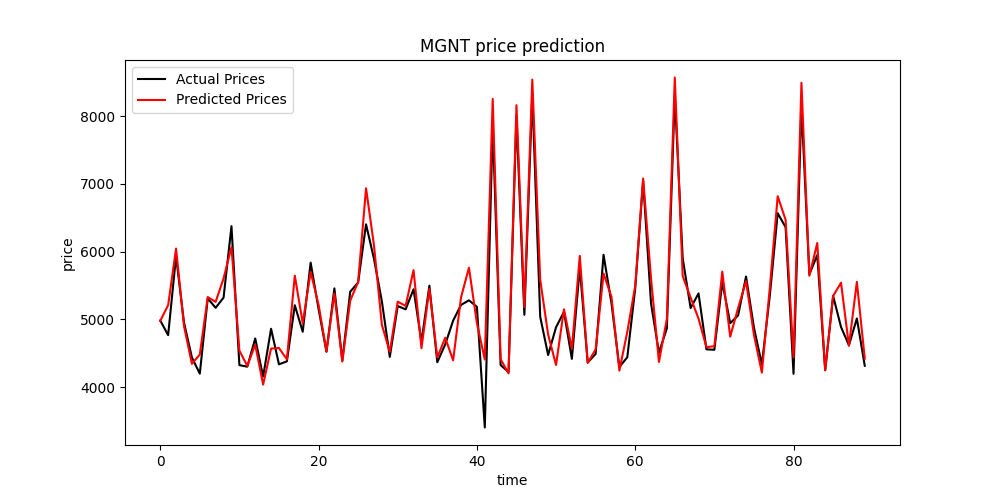 MGNT price prediction
Actual Prices
Predicted Prices
8000
7000
6000
5000
4000
price
0
20
40
60
80
time